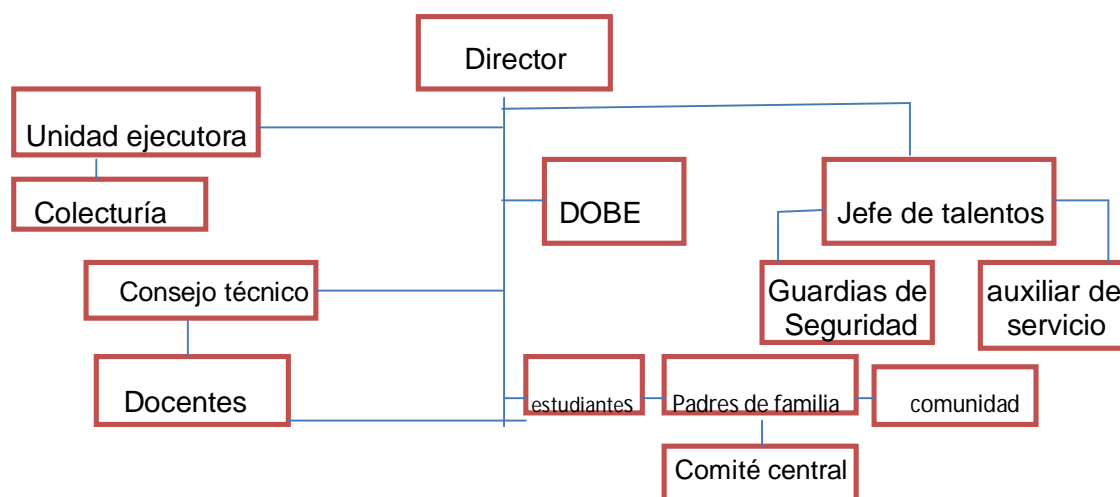 Director
Unidad ejecutora
Colecturía
DOBE
Jefe de talentos
Guardias de
Seguridad
auxiliar de
servicio
Consejo técnico
Docentes
estudiantes
Padres de familia
comunidad
Comité central